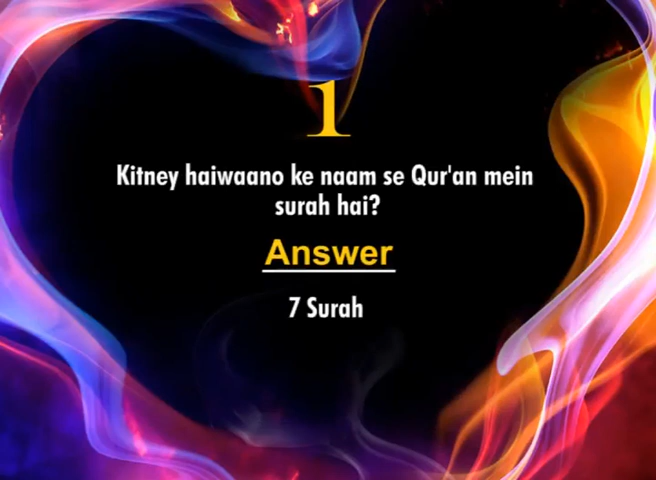 1
Kitney haiwaano ke naam se Qur'an mein
surah hai?
Answer
7 Surah